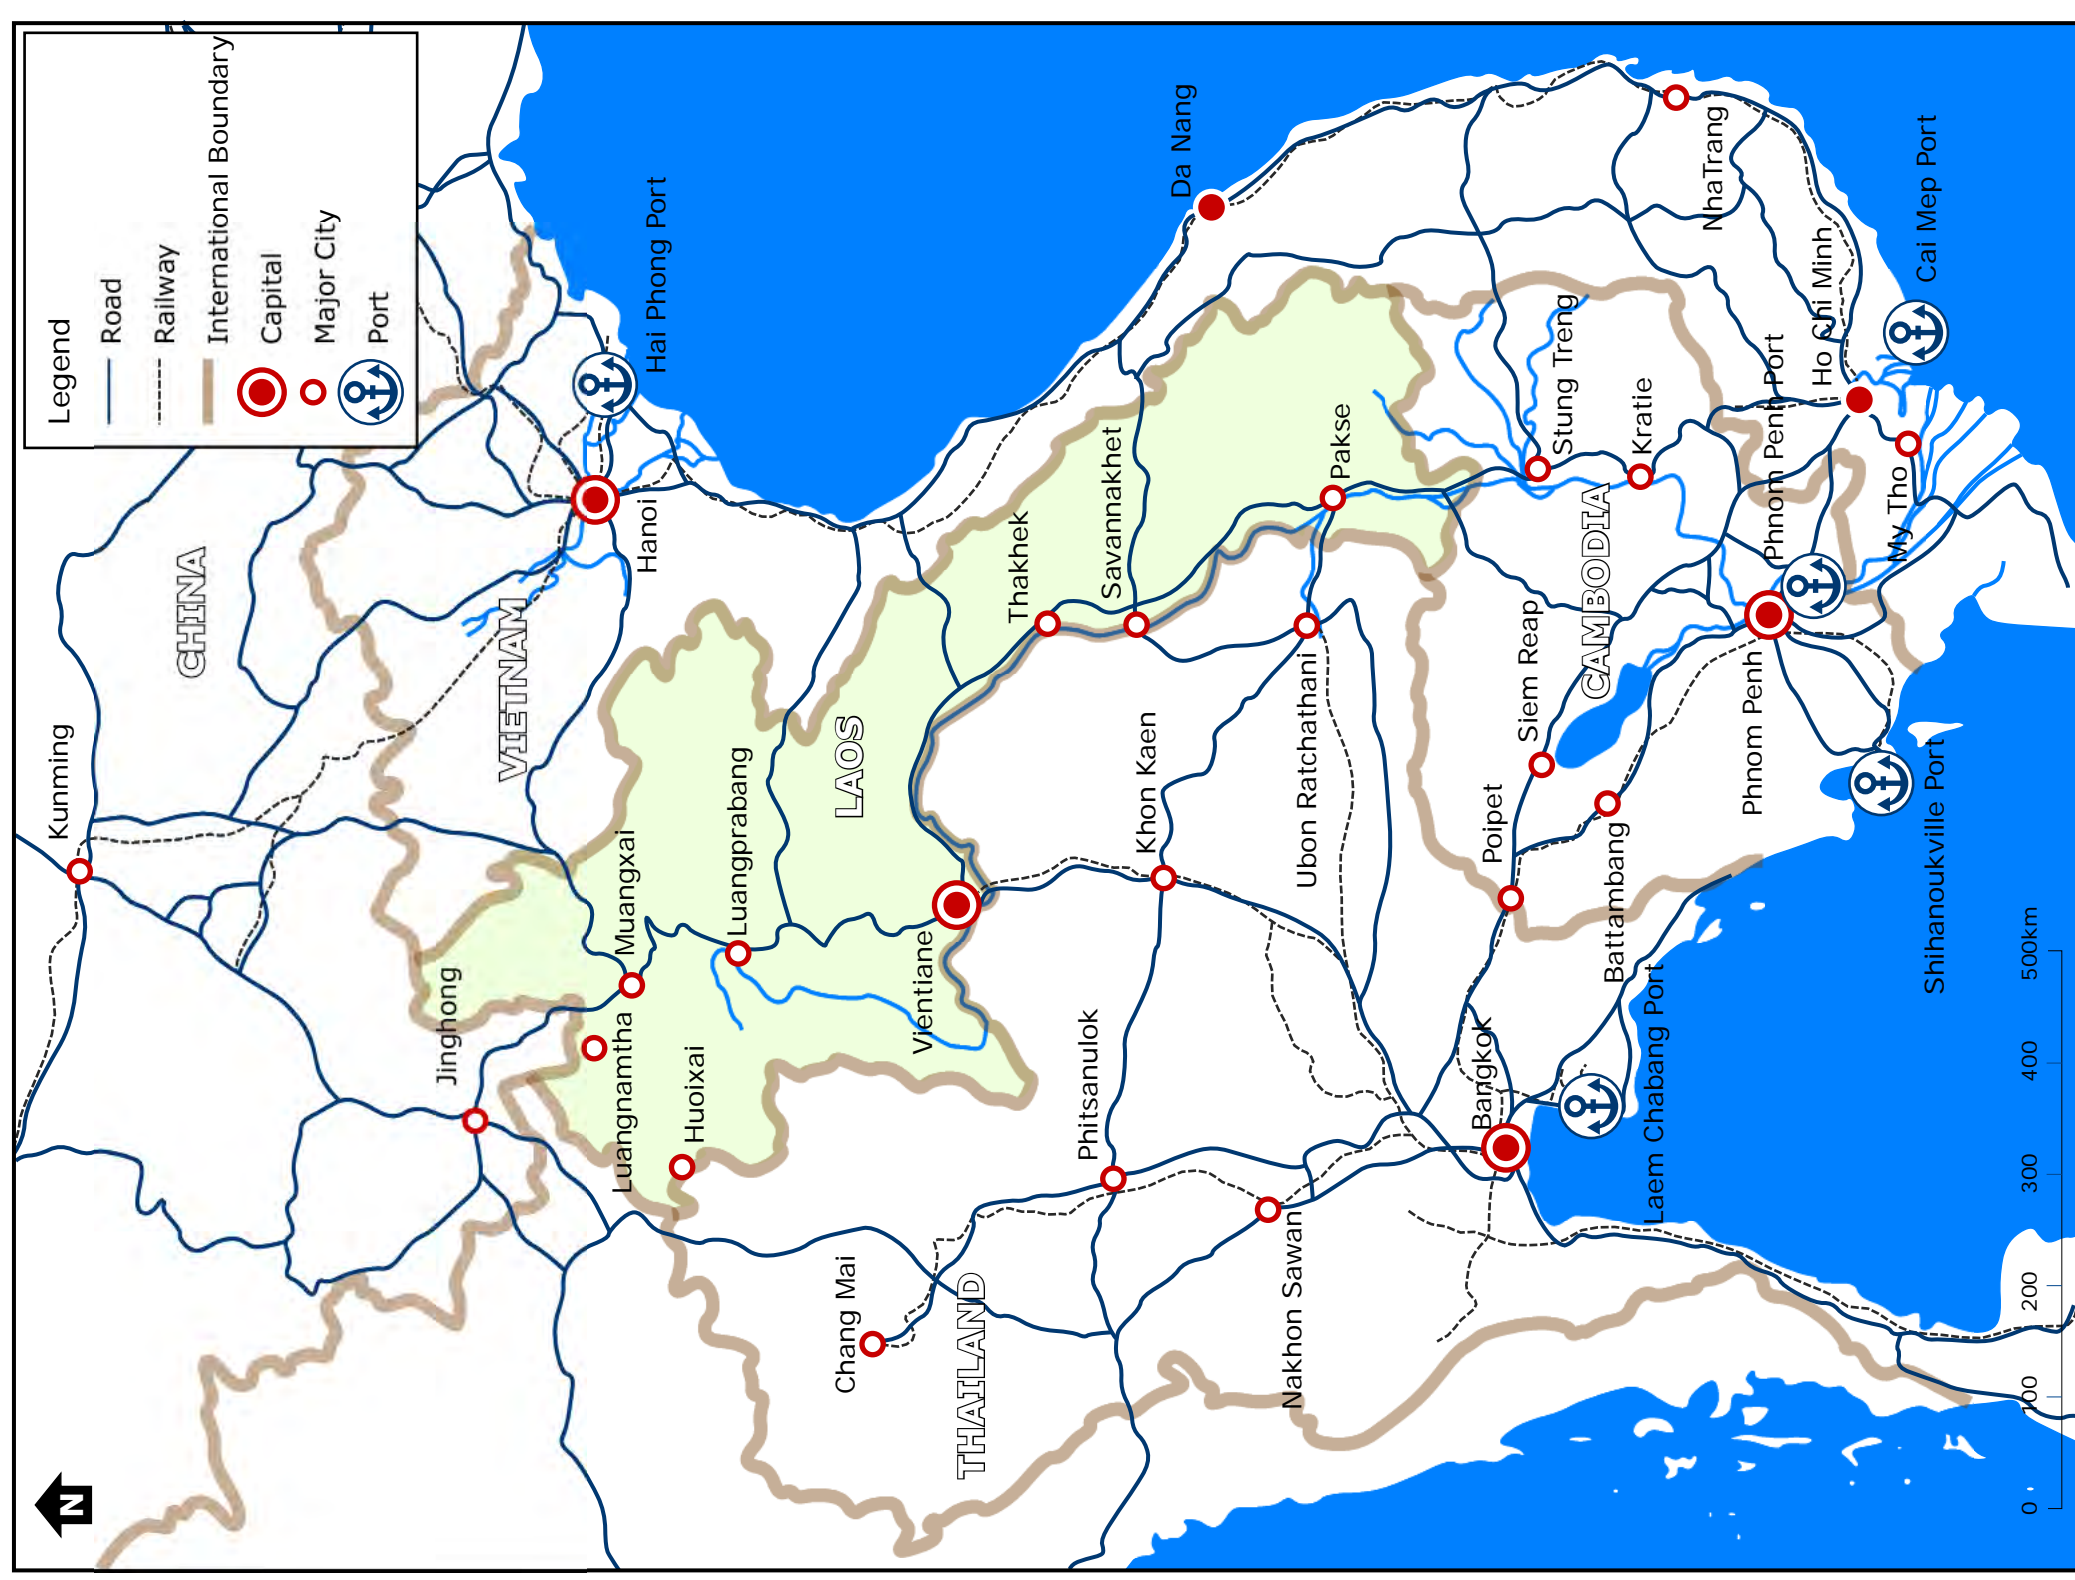 Legend
Road
Railway
International Boundary
Capital
Major City
Port
N
CHINA
VIETNAM
LAOS
THAILAND
CAMBODIA
Kunming
Jinghong
Hanoi
Hai Phong Port
Muangxai
Luangnamtha
Huoixai
Luangprabang
Vientiane
Thakhek
Savannakhet
Pakse
Da Nang
Chang Mai
Phitsanulok
Khon Kaen
Ubon Ratchathani
Nakhon Sawan
Bangkok
Laem Chabang Port
Poipet
Siem Reap
Battambang
Stung Treng
Kratie
Phnom Penh
Phnom Penh Port
Shihanoukville Port
NhaTrang
Ho Chi Minh
Cai Mep Port
My Tho
0
100
200
300
400
500km